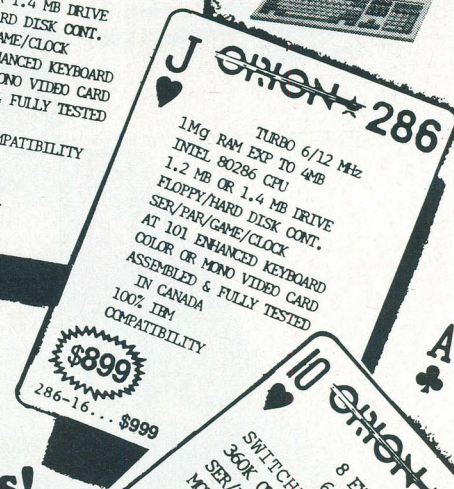 1.4 MB DRIVE
RD DISK CONT.
AME/CLOCK
HANCED KEYBOARD
ONO VIDEO CARD
& FULLY TESTED
MPATIBILITY
J ORION 286
TURBO 6/12 MHz
1Mg RAM EXP TO 4MB
INTEL 80286 CPU
1.2 MB OR 1.4 MB DRIVE
FLOPPY/HARD DISK CONT.
SER/PAR/GAME/CLOCK
AT 101 ENHANCED KEYBOARD
COLOR OR MONO VIDEO CARD
ASSEMBLED & FULLY TESTED
IN CANADA
100% IBM
COMPATIBILITY
$899
286-16... $999
A
10 ORION
8 E
SWITCH
360K
SER/
s!